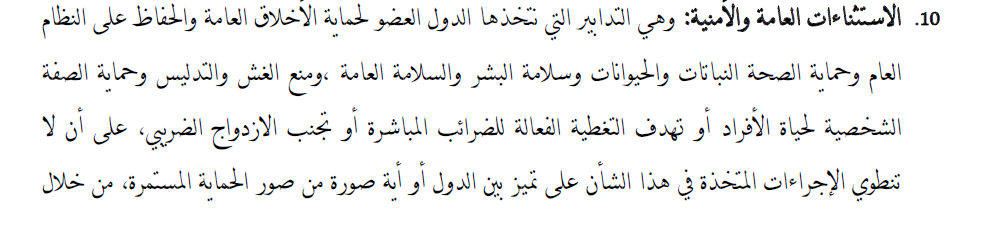 10. الاستثناءات العامة والأمنية: وهي التدابير التي نتخذها الدول العضو لحماية الأخلاق العامة والحفاظ على النظام
العام وحماية الصحة النباتات والحيوانات وسلامة البشر والسلامة العامة ،ومنع الغش والتدليس وحماية الصفة
الشخصية لحياة الأفراد أو تهدف التغطية الفعالة للضرائب المباشرة أو تجنب الازدواج الضريبي، على أن لا
تنطوي الإجراءات المتخذة في هذا الشأن على تميز بين الدول أو أية صورة من صور الحماية المستمرة، من خلال